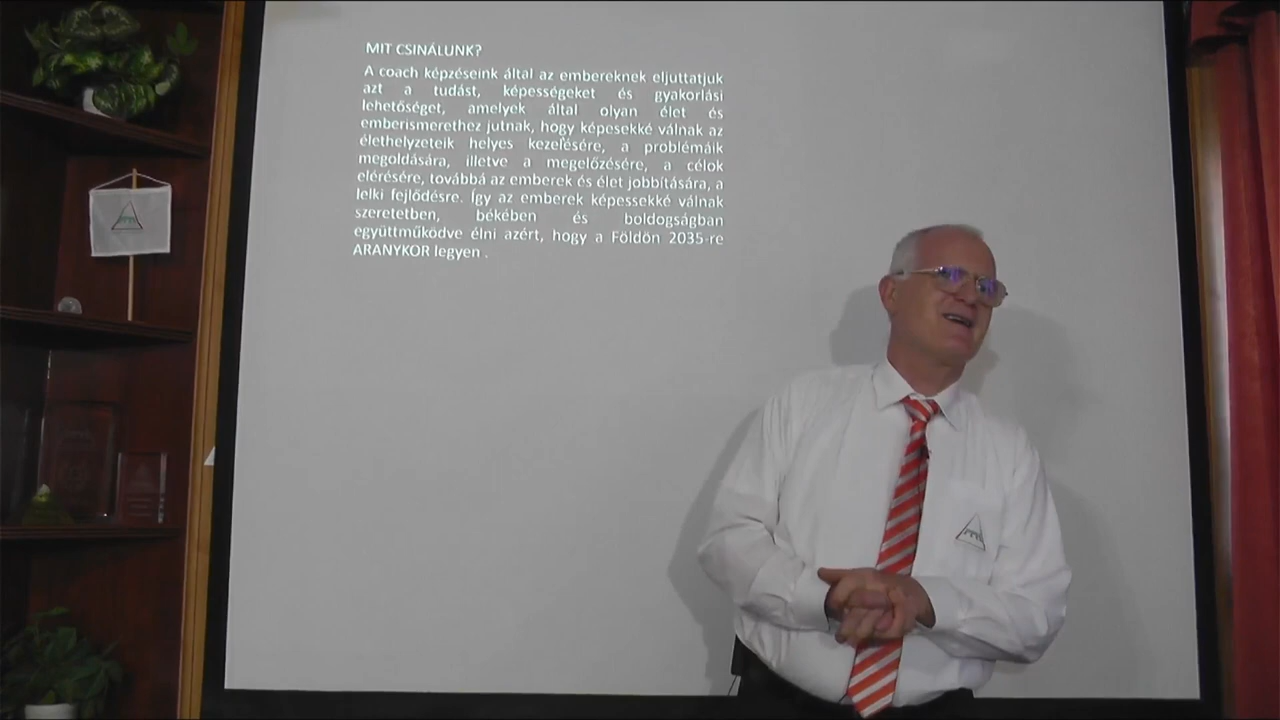 MIT CSINÁLUNK?
A coach képzéseink által az embereknek eljuttatjuk
azt a tudást, képességeket és gyakorlási
lehetőséget, amelyek által olyan élet és
emberismerethez jutnak, hogy képesekké válnak az
élethelyzeteik helyes kezelésére, a problémáik
megoldására, illetve a megelőzésére, a célok
elérésére, továbbá az emberek és élet jobbítására, a
lelki fejlődésre. Így az emberek képessekké válnak
szeretetben, békében és boldogságban
együttműködve élni azért, hogy a Földön 2035-re
ARANYKOR legyen .